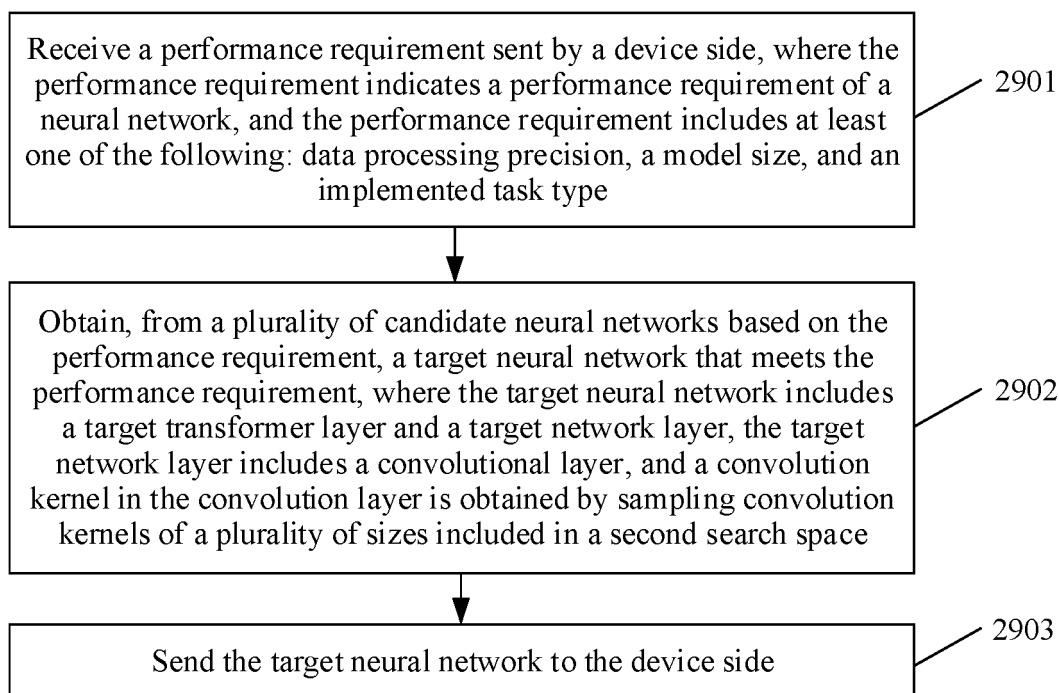 Receive a performance requirement sent by a device side, where the
performance requirement indicates a performance requirement of a
neural network, and the performance requirement includes at least
one of the following: data processing precision, a model size, and an
implemented task type
2901
Obtain, from a plurality of candidate neural networks based on the
performance requirement, a target neural network that meets the
performance requirement, where the target neural network includes
a target transformer layer and a target network layer, the target
network layer includes a convolutional layer, and a convolution
kernel in the convolution layer is obtained by sampling convolution
kernels of a plurality of sizes included in a second search space
2902
Send the target neural network to the device side
2903